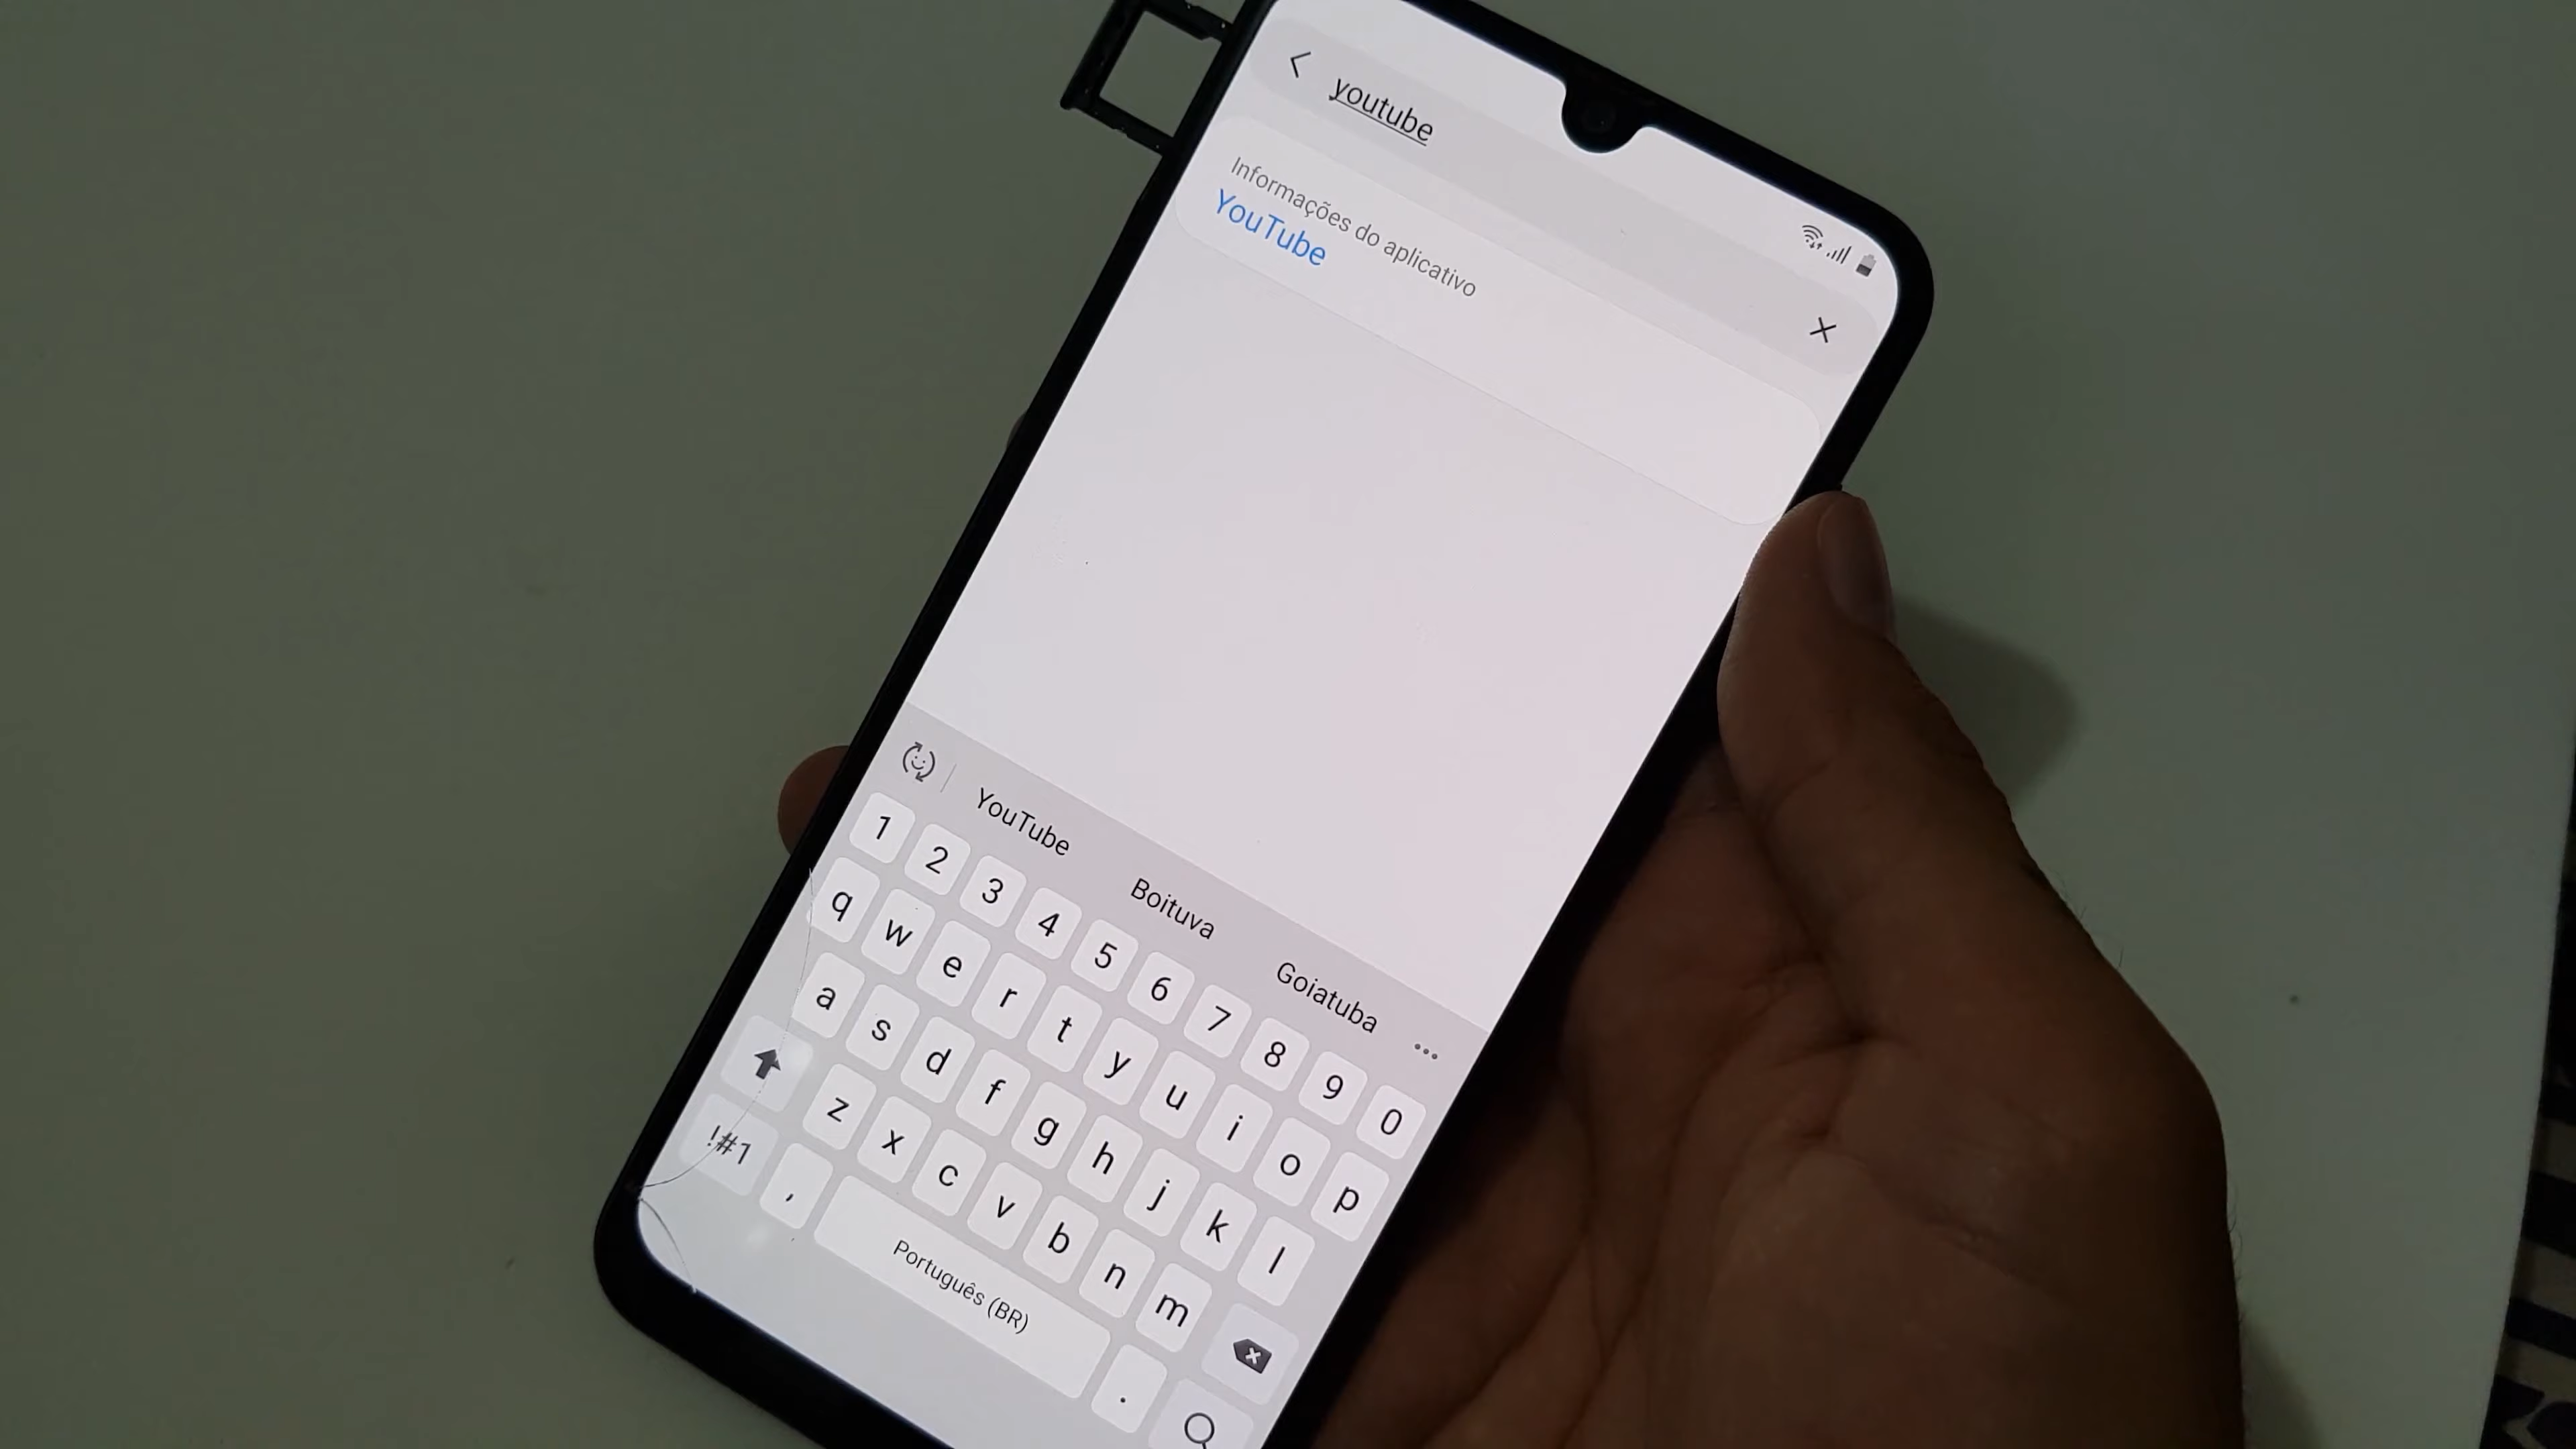 youtube
Informações do aplicativo
YouTube
YouTube Boituva Goiatuba
1 2 3 4 5 6 7 8 9 0
q w e r t y u i o p
a s d f g h j k l
z x c v b n m
!#1 , Português (BR) .